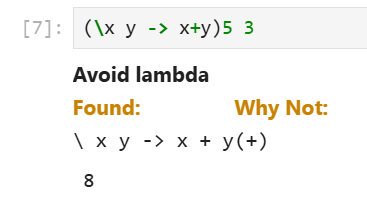 [7]: (\x y -> x+y)5 3
Avoid lambda
Found: Why Not:
\ x y -> x + y(+)
8